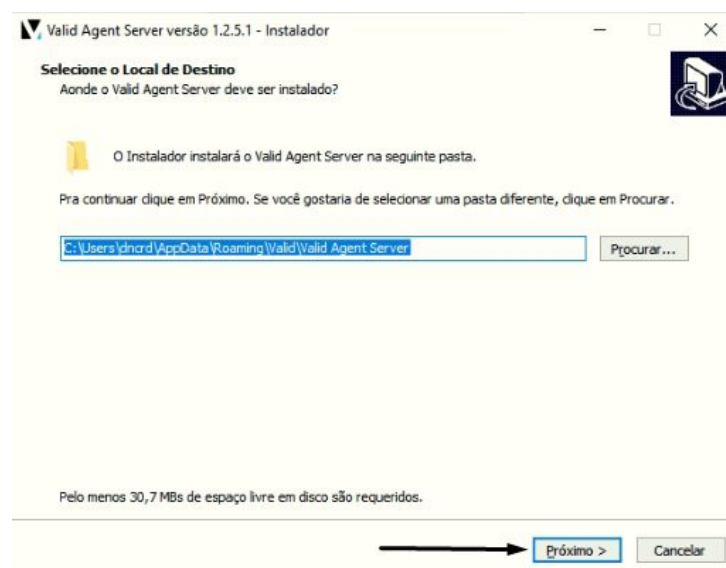 Valid Agent Server versão 1.2.5.1 - Instalador
Selecione o Local de Destino
Aonde o Valid Agent Server deve ser instalado?
O Instalador instalará o Valid Agent Server na seguinte pasta.
Pra continuar clique em Próximo. Se você gostaria de selecionar uma pasta diferente, clique em Procurar.
C:\Users\dncrd\AppData\Roaming\Valid\Valid Agent Server
Procurar...
Pelo menos 30,7 MBs de espaço livre em disco são requeridos.
Próximo >
Cancelar